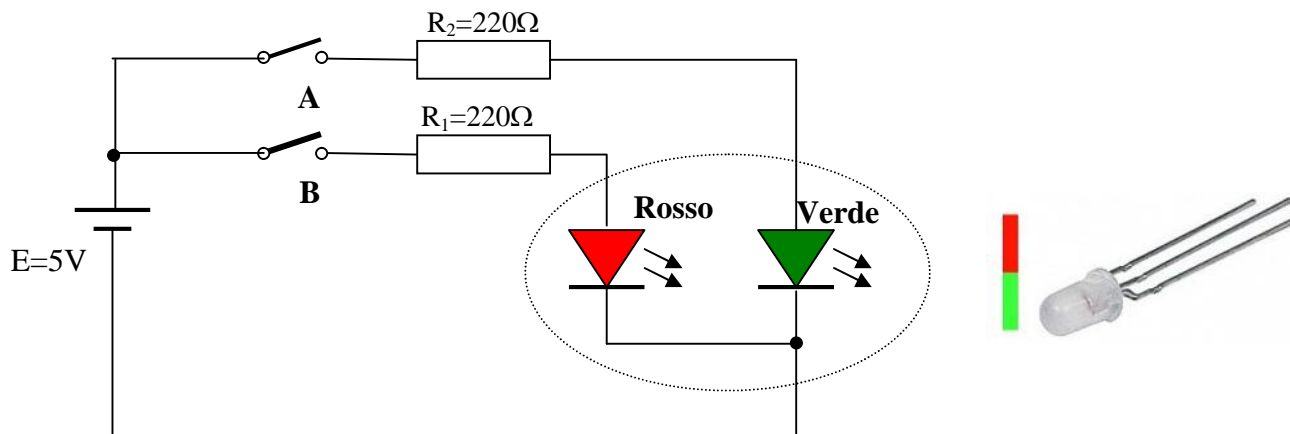 R₂=220Ω
A
R₁=220Ω
B
Rosso
Verde
E=5V